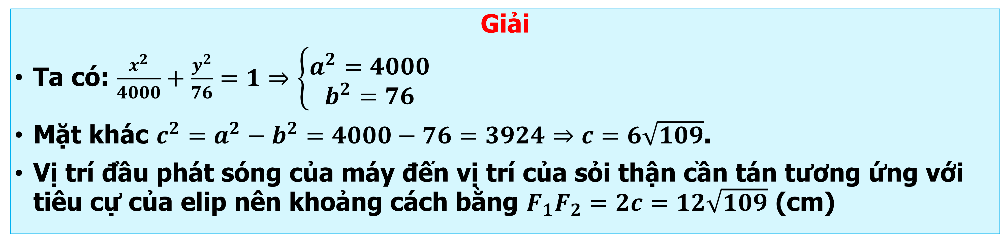 Giải
• Ta có: $\frac{x^2}{4000} + \frac{y^2}{76} = 1 \Rightarrow \begin{cases} a^2 = 4000 \\ b^2 = 76 \end{cases}$
• Mặt khác $c^2 = a^2 - b^2 = 4000 - 76 = 3924 \Rightarrow c = 6\sqrt{109}$.
• Vị trí đầu phát sóng của máy đến vị trí của sỏi thận cần tán tương ứng với
tiêu cự của elip nên khoảng cách bằng $F_1F_2 = 2c = 12\sqrt{109}$ (cm)